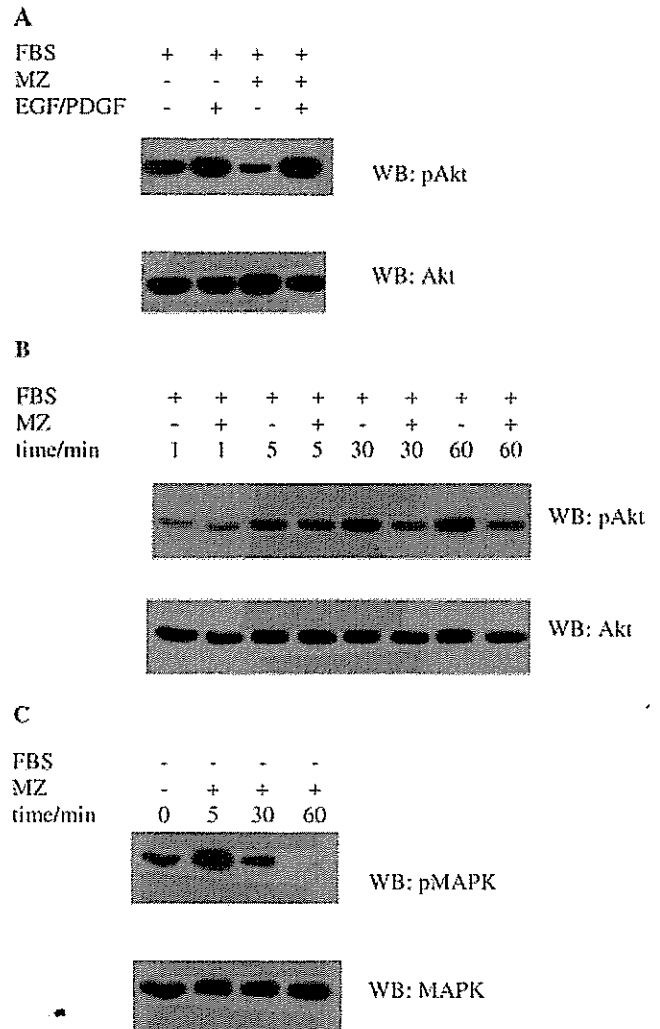 A
FBS + + + +
MZ - - + +
EGF/PDGF - + - +
WB: pAkt
WB: Akt
B
FBS + + + + + + + +
MZ - + - + - + - +
time/min 1 1 5 5 30 30 60 60
WB: pAkt
WB: Akt
C
FBS - - - -
MZ - + + +
time/min 0 5 30 60
WB: pMAPK
WB: MAPK